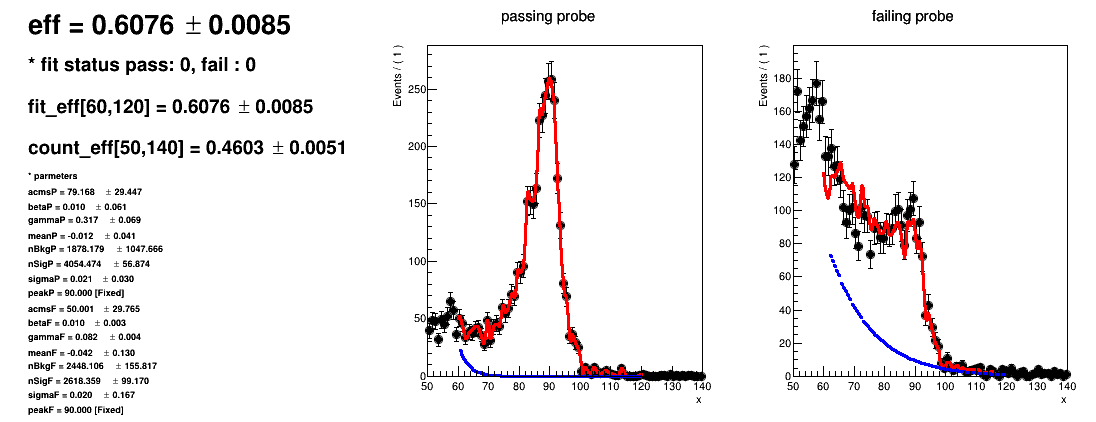 eff = 0.6076 ± 0.0085
* fit status pass: 0, fail : 0
fit_eff[60,120] = 0.6076 ± 0.0085
count_eff[50,140] = 0.4603 ± 0.0051
* parmeters
acmsP = 79.168 ± 29.447
betaP = 0.010 ± 0.061
gammaP = 0.317 ± 0.069
meanP = -0.012 ± 0.041
nBkgP = 1878.179 ± 1047.666
nSigP = 4054.474 ± 56.874
sigmaP = 0.021 ± 0.030
peakP = 90.000 [Fixed]
acmsF = 50.001 ± 29.765
betaF = 0.010 ± 0.003
gammaF = 0.082 ± 0.004
meanF = -0.042 ± 0.130
nBkgF = 2448.106 ± 155.817
nSigF = 2618.359 ± 99.170
sigmaF = 0.020 ± 0.167
peakF = 90.000 [Fixed]
passing probe
Events / ( 1 )
250
200
150
100
50
0
50 60 70 80 90 100 110 120 130 140
x
failing probe
Events / ( 1 )
180
160
140
120
100
80
60
40
20
0
50 60 70 80 90 100 110 120 130 140
x